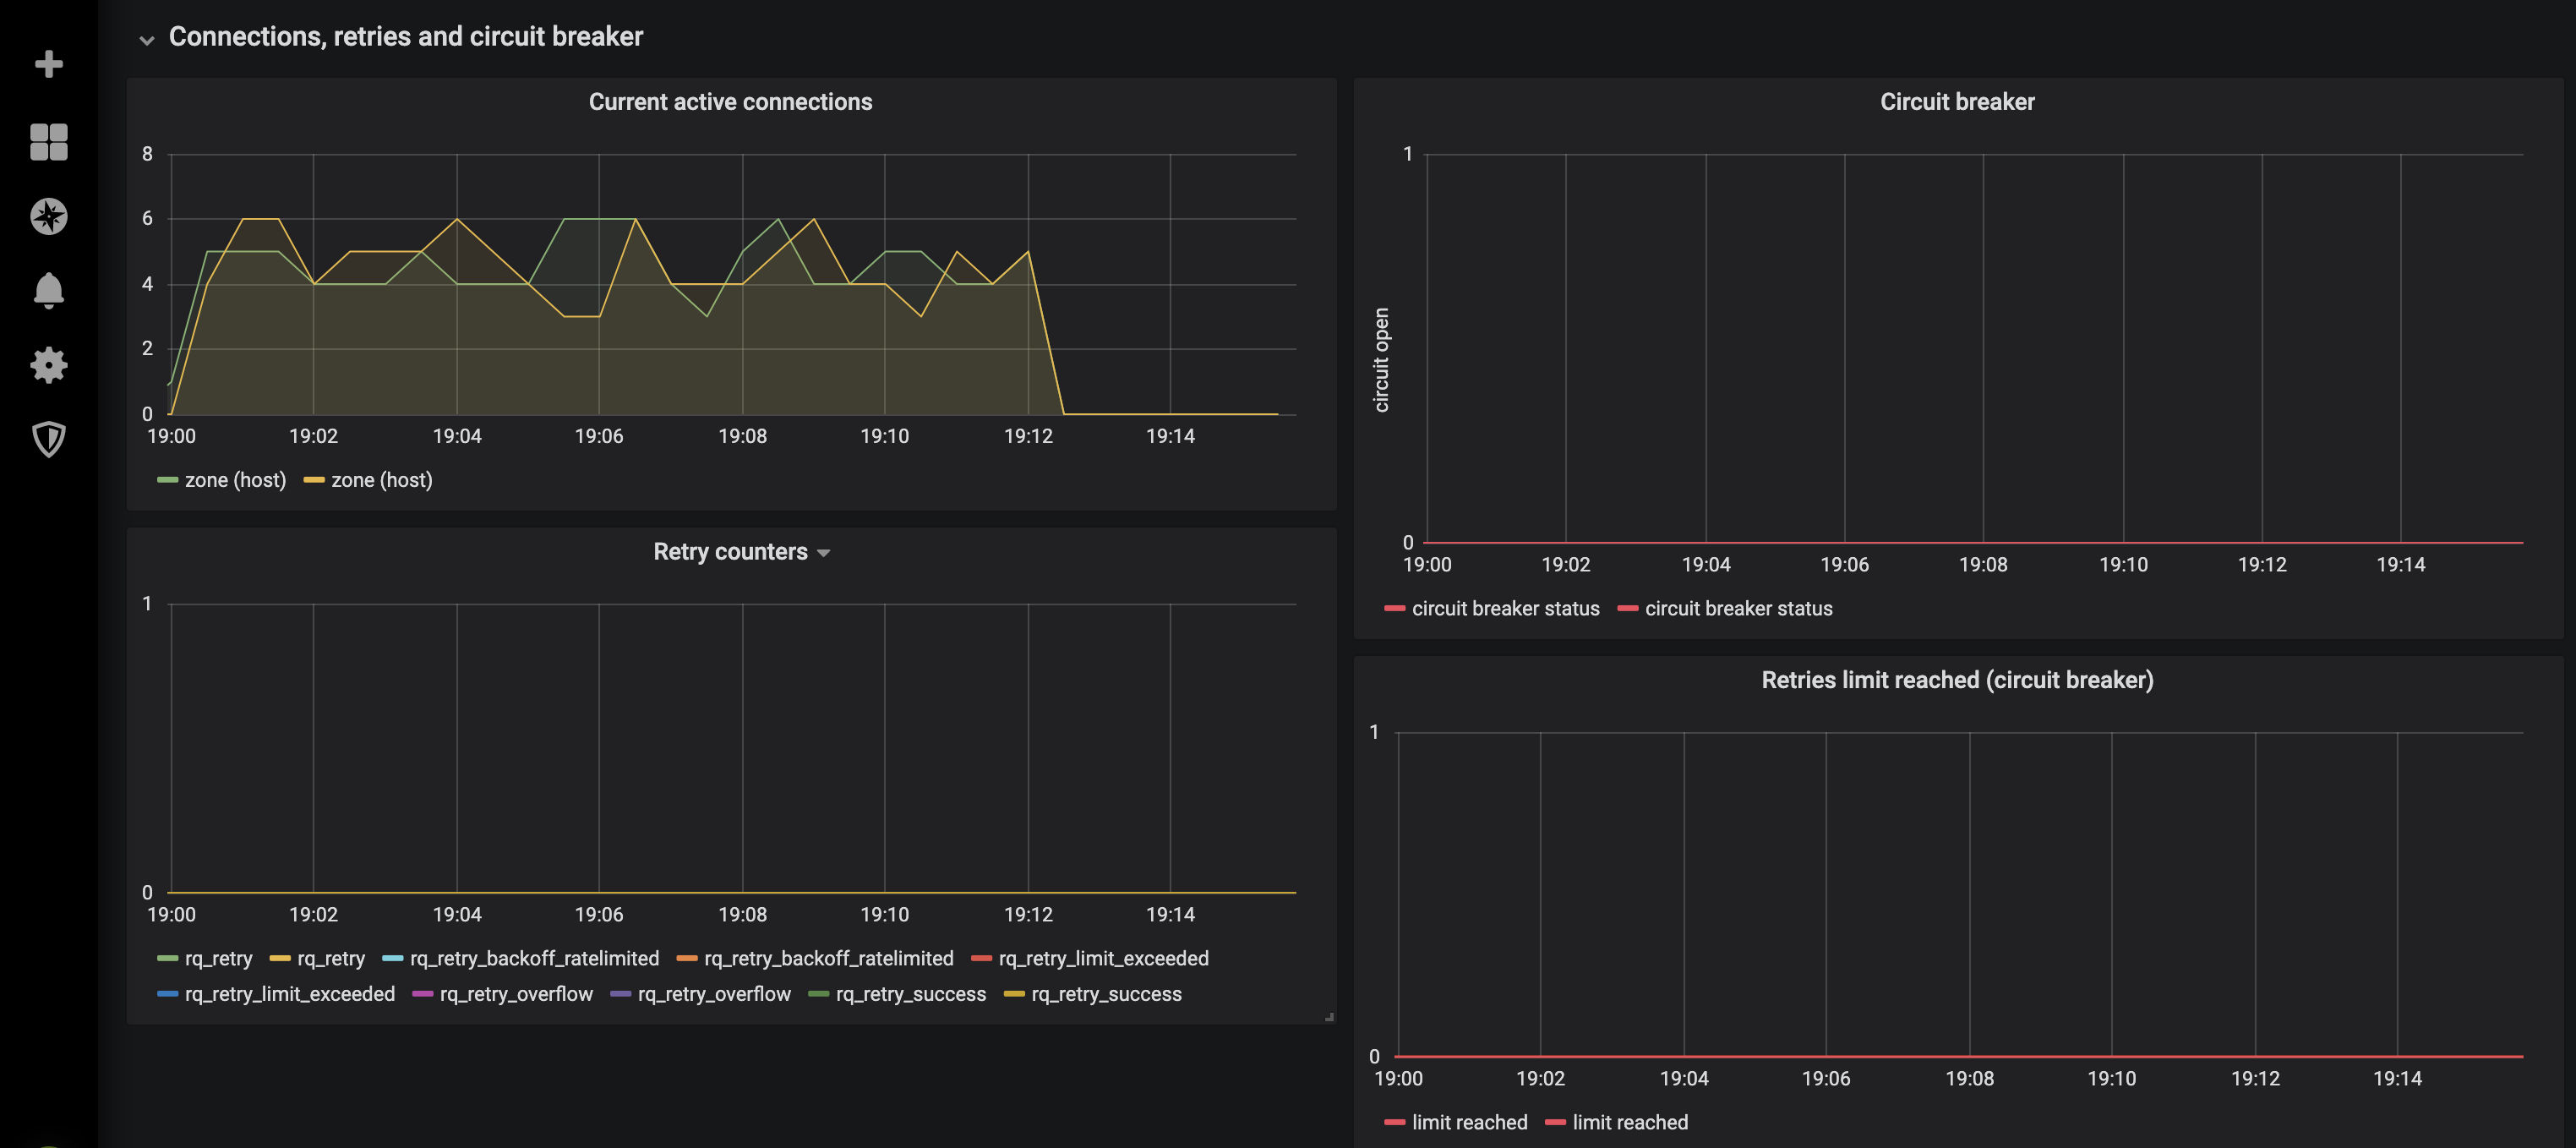 Connections, retries and circuit breaker
Current active connections
8
6
4
2
0
19:00 19:02 19:04 19:06 19:08 19:10 19:12 19:14
zone (host) zone (host)
Circuit breaker
circuit open
1
0
19:00 19:02 19:04 19:06 19:08 19:10 19:12 19:14
circuit breaker status circuit breaker status
Retry counters
1
0
19:00 19:02 19:04 19:06 19:08 19:10 19:12 19:14
rq_retry rq_retry rq_retry_backoff_ratelimited rq_retry_backoff_ratelimited rq_retry_limit_exceeded
rq_retry_limit_exceeded rq_retry_overflow rq_retry_overflow rq_retry_success rq_retry_success
Retries limit reached (circuit breaker)
1
0
19:00 19:02 19:04 19:06 19:08 19:10 19:12 19:14
limit reached limit reached